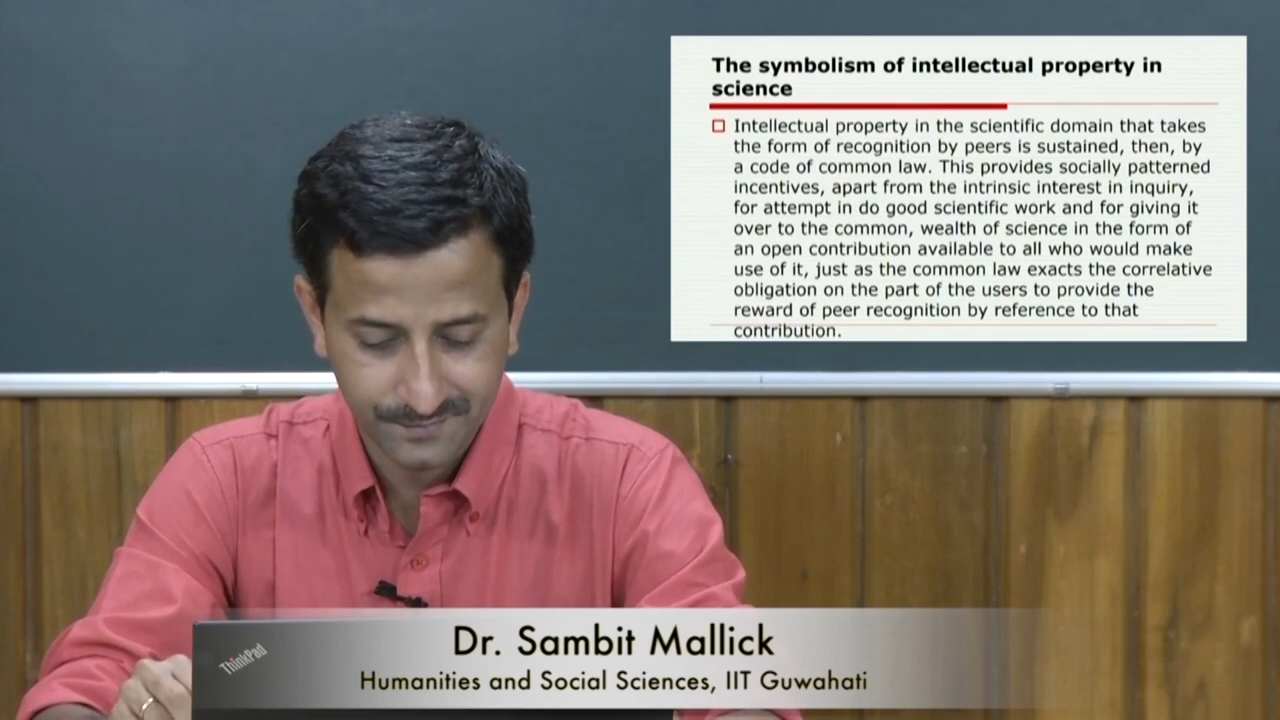 The symbolism of intellectual property in
science
Intellectual property in the scientific domain that takes
the form of recognition by peers is sustained, then, by
a code of common law. This provides socially patterned
incentives, apart from the intrinsic interest in inquiry,
for attempt in do good scientific work and for giving it
over to the common, wealth of science in the form of
an open contribution available to all who would make
use of it, just as the common law exacts the correlative
obligation on the part of the users to provide the
reward of peer recognition by reference to that
contribution.
ThinkPad
Dr. Sambit Mallick
Humanities and Social Sciences, IIT Guwahati